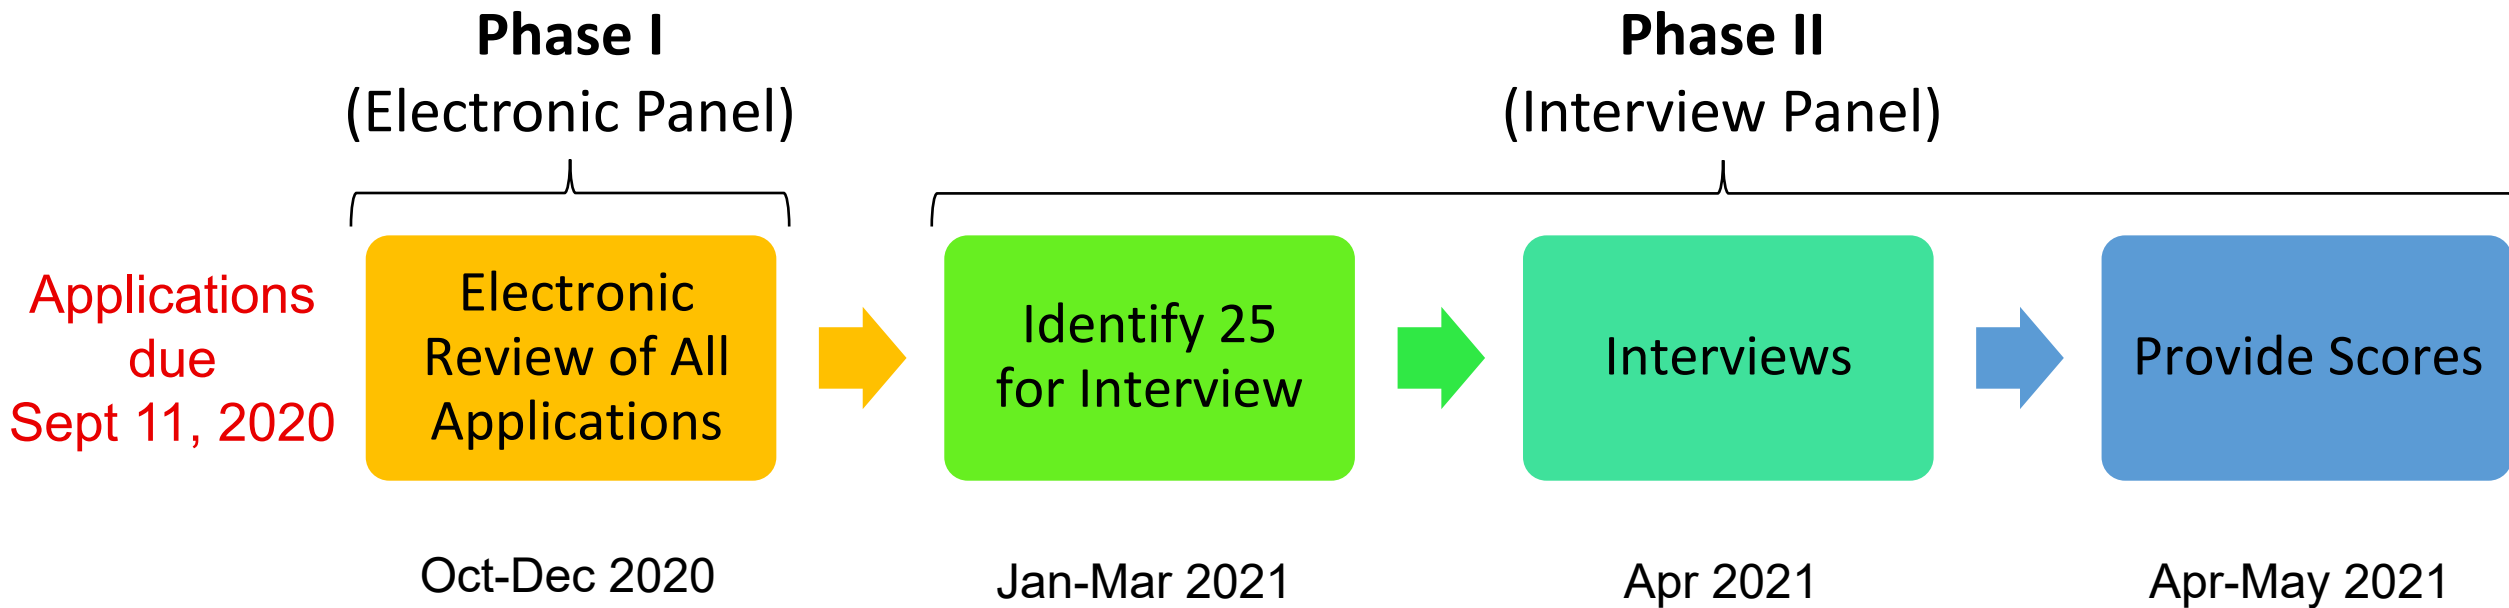 Phase I
(Electronic Panel)
Phase II
(Interview Panel)
Applications
due
Sept 11, 2020
Electronic
Review of All
Applications
Identify 25
for Interview
Interviews
Provide Scores
Oct-Dec 2020
Jan-Mar 2021
Apr 2021
Apr-May 2021